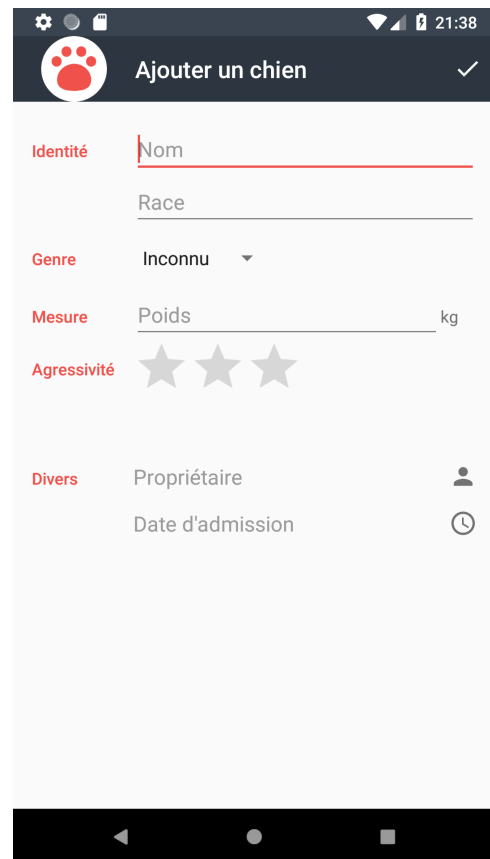 21:38
Ajouter un chien
Identité Nom
Race
Genre Inconnu
Mesure Poids kg
Agressivité
Divers Propriétaire
Date d'admission